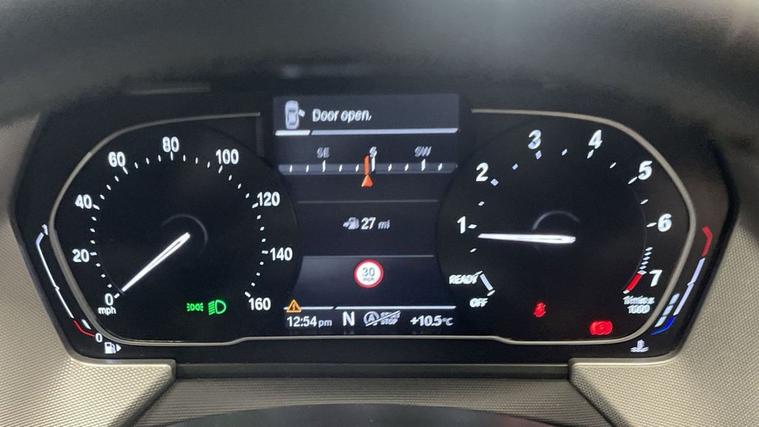 Door open.
SE S SW
27 mi
30
12:54 pm N +10.5°C
0 20 40 60 80 100 120 140 160
mph
0
READY
OFF
1 2 3 4 5 6 7
1/min x
1000